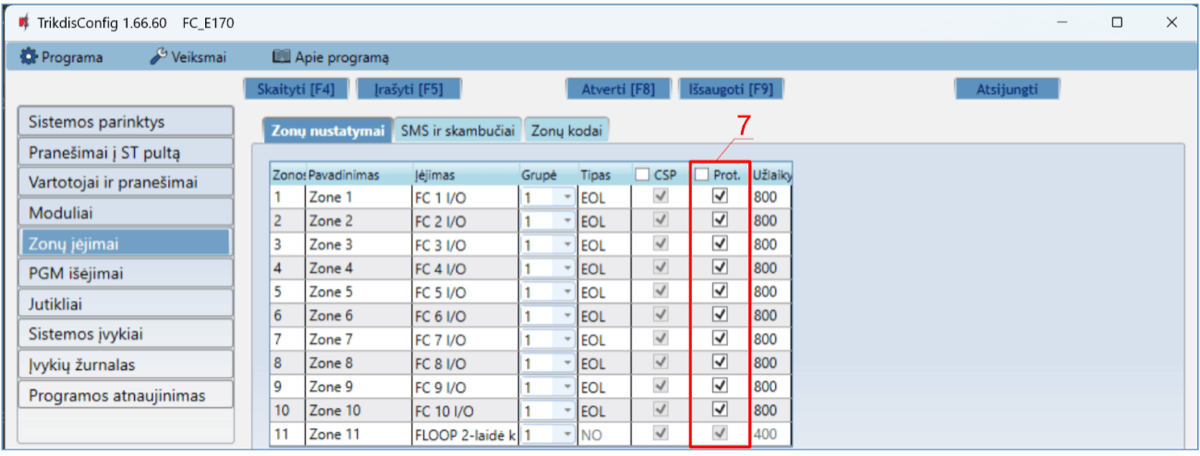 TrikdisConfig 1.66.60 FC_E170
Programa Veiksmai Apie programą
Skaityti [F4] Įrašyti [F5] Atverti [F8] Išsaugoti [F9] Atsijungti
Sistemos parinktys
Pranešimai į ST pultą
Vartotojai ir pranešimai
Moduliai
Zonų įėjimai
PGM išėjimai
Jutikliai
Sistemos įvykiai
Įvykių žurnalas
Programos atnaujinimas
Zonų nustatymai SMS ir skambučiai Zonų kodai
7
Zonos Pavadinimas Įėjimas Grupė Tipas CSP Prot. Užlaiky
1 Zone 1 FC 1 I/O 1 EOL 800
2 Zone 2 FC 2 I/O 1 EOL 800
3 Zone 3 FC 3 I/O 1 EOL 800
4 Zone 4 FC 4 I/O 1 EOL 800
5 Zone 5 FC 5 I/O 1 EOL 800
6 Zone 6 FC 6 I/O 1 EOL 800
7 Zone 7 FC 7 I/O 1 EOL 800
8 Zone 8 FC 8 I/O 1 EOL 800
9 Zone 9 FC 9 I/O 1 EOL 800
10 Zone 10 FC 10 I/O 1 EOL 800
11 Zone 11 FLOOP 2-laidė k 1 NO 400